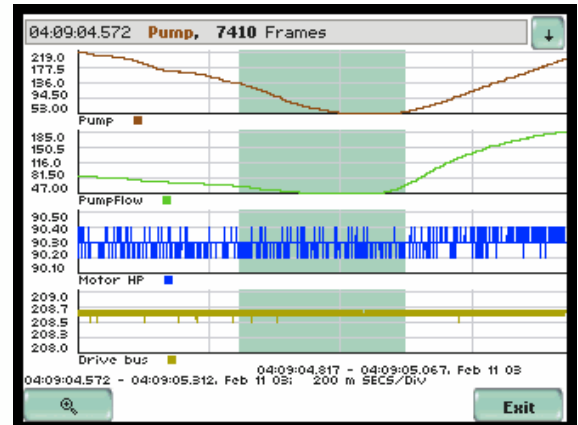 04:09:04.572 Pump, 7410 Frames
219.0
177.5
136.0
94.50
53.00
Pump
185.0
150.5
116.0
81.50
47.00
PumpFlow
90.50
90.40
90.30
90.20
90.10
Motor HP
209.0
208.7
208.5
208.3
208.0
Drive bus
04:09:04.817 - 04:09:05.067, Feb 11 03
04:09:04.572 - 04:09:05.312, Feb 11 03; 200 m SECS/Div
Exit